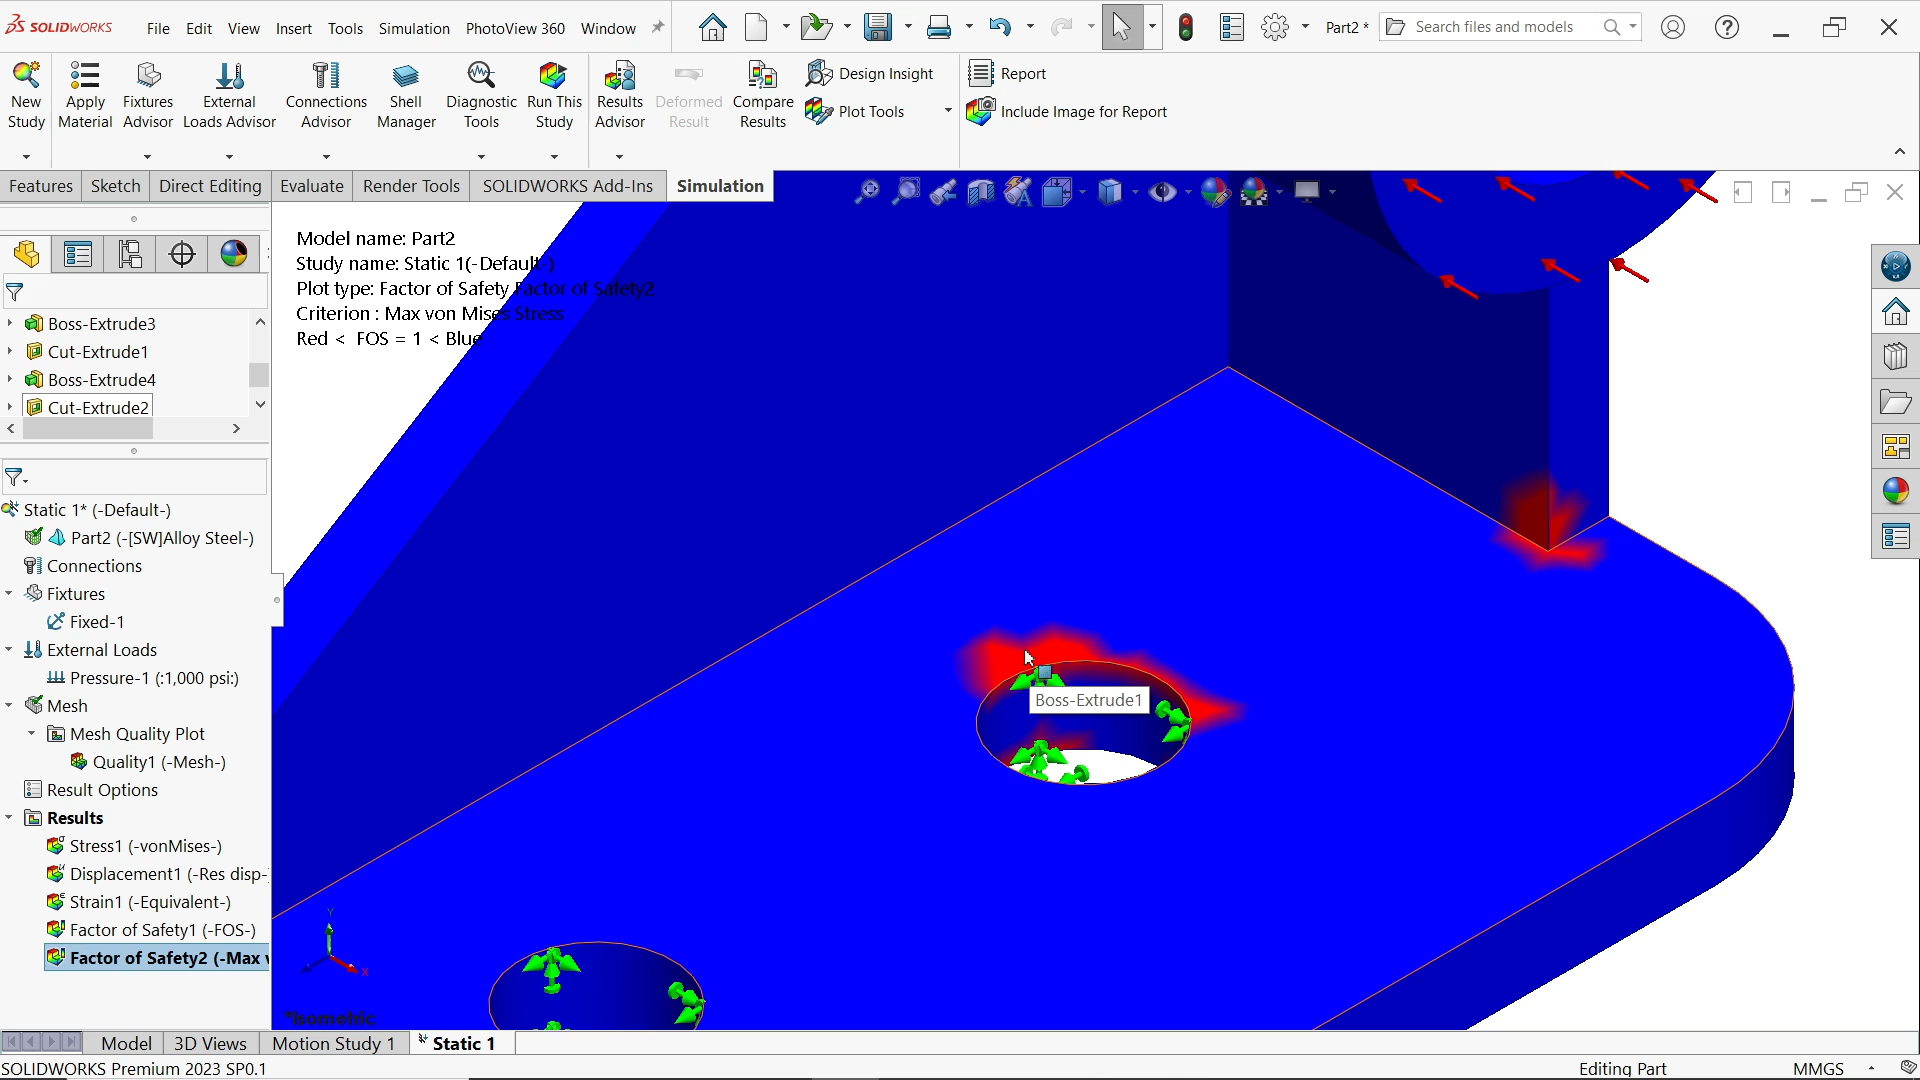 SOLIDWORKS File Edit View Insert Tools Simulation PhotoView 360 Window Part2 * Search files and models
New Study
Apply Material
Fixtures Advisor
External Loads Advisor
Connections Advisor
Shell Manager
Diagnostic Tools
Run This Study
Results Advisor
Deformed Result
Compare Results
Design Insight
Plot Tools
Report
Include Image for Report
Features Sketch Direct Editing Evaluate Render Tools SOLIDWORKS Add-Ins Simulation
Boss-Extrude3
Cut-Extrude1
Boss-Extrude4
Cut-Extrude2
Static 1* (-Default-)
Part2 (-[SW]Alloy Steel-)
Connections
Fixtures
Fixed-1
External Loads
Pressure-1 (:1,000 psi:)
Mesh
Mesh Quality Plot
Quality1 (-Mesh-)
Result Options
Results
Stress1 (-vonMises-)
Displacement1 (-Res disp-
Strain1 (-Equivalent-)
Factor of Safety1 (-FOS-)
Factor of Safety2 (-Max
Model name: Part2
Study name: Static 1(-Default-)
Plot type: Factor of Safety Factor of Safety2
Criterion : Max von Mises Stress
Red < FOS = 1 < Blue
Boss-Extrude1
Y
X
*Isometric
Model 3D Views Motion Study 1 Static 1
SOLIDWORKS Premium 2023 SP0.1 Editing Part MMGS